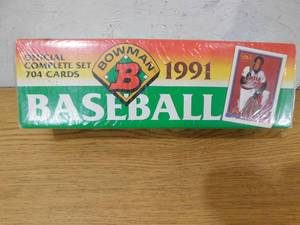 OFFICIAL
COMPLETE SET
704 CARDS
BOWMAN
B
1991
BASEBALL